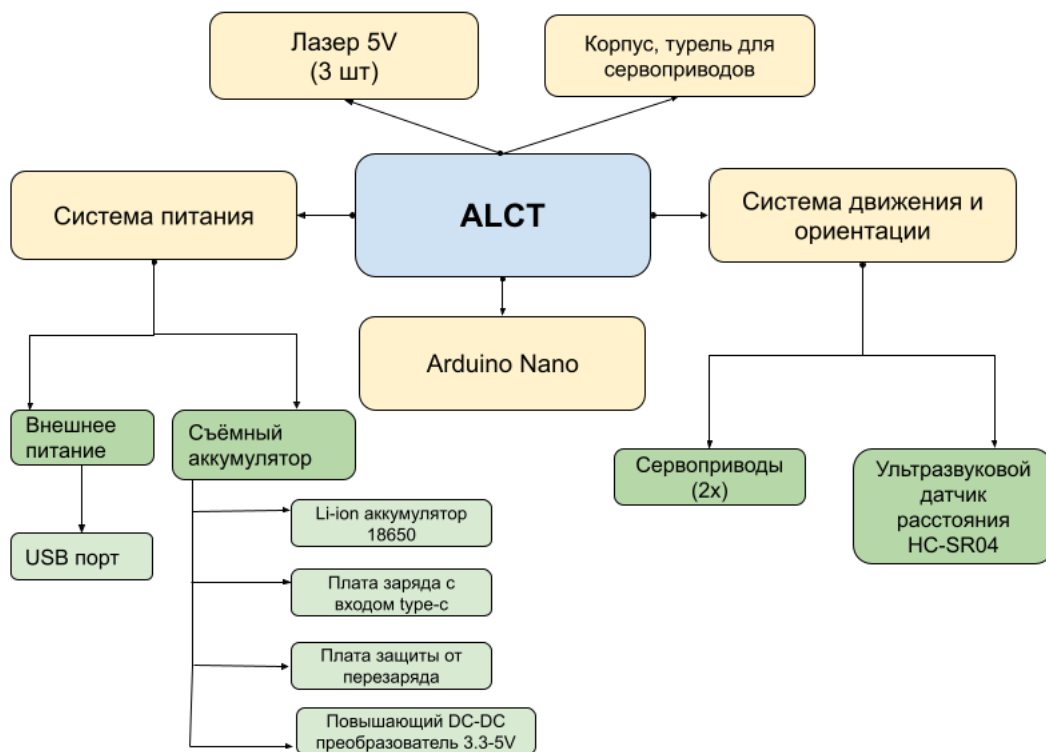 Лазер 5V
(3 шт)
Корпус, турель для
сервоприводов
Система питания
ALCT
Система движения и
ориентации
Arduino Nano
Внешнее
питание
Съёмный
аккумулятор
Сервоприводы
(2x)
Ультразвуковой
датчик
расстояния
HC-SR04
USB порт
Li-ion аккумулятор
18650
Плата заряда с
входом type-c
Плата защиты от
перезаряда
Повышающий DC-DC
преобразователь 3.3-5V